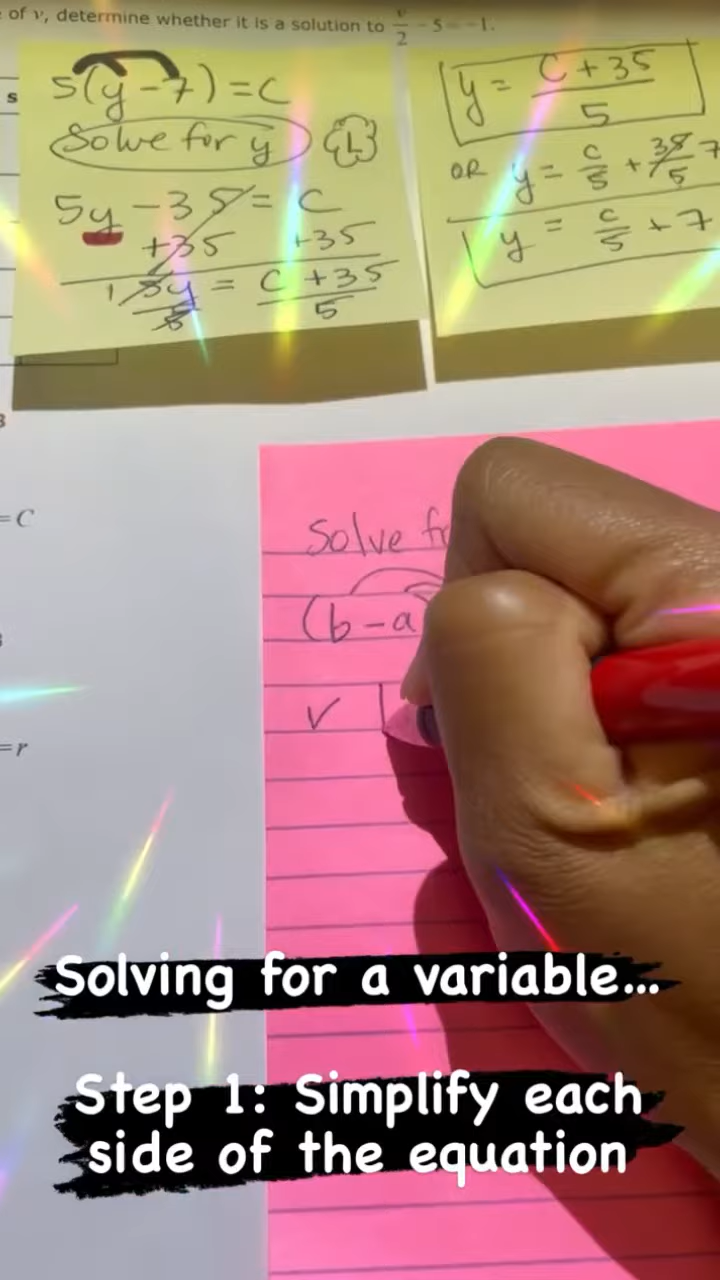 of v, determine whether it is a solution to v/2 - 5 = -1.
s
5(y - 7) = C
Solve for y
L
5y - 35 = C
+35 +35
1 5y = C + 35
5 5
y = C + 35
5
OR y = C/5 + 35/5 7
y = C/5 + 7
= C
= r
Solve
(b - a
v
Solving for a variable...
Step 1: Simplify each
side of the equation